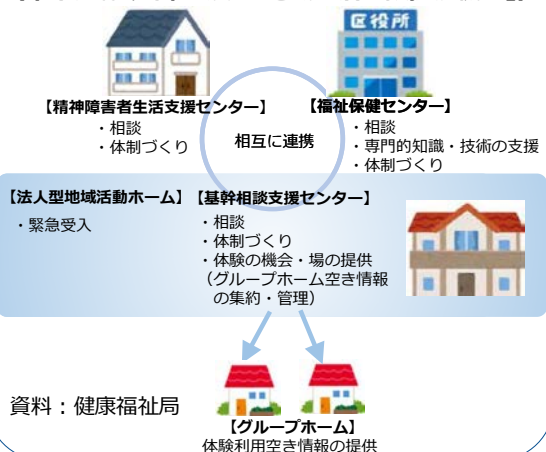 区役所
【精神障害者生活支援センター】
・相談
・体制づくり
【福祉保健センター】
・相談
・専門的知識・技術の支援
・体制づくり
相互に連携
【法人型地域活動ホーム】
・緊急受入
【基幹相談支援センター】
・相談
・体制づくり
・体験の機会・場の提供
（グループホーム空き情報
の集約・管理）
資料：健康福祉局
【グループホーム】
体験利用空き情報の提供